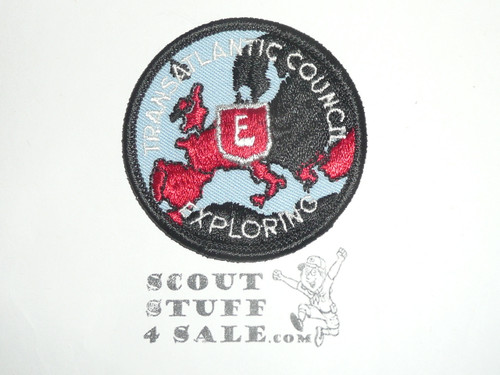 TRANSATLANTIC COUNCIL
E
EXPLORING
SCOUT
STUFF
4 SALE.COM